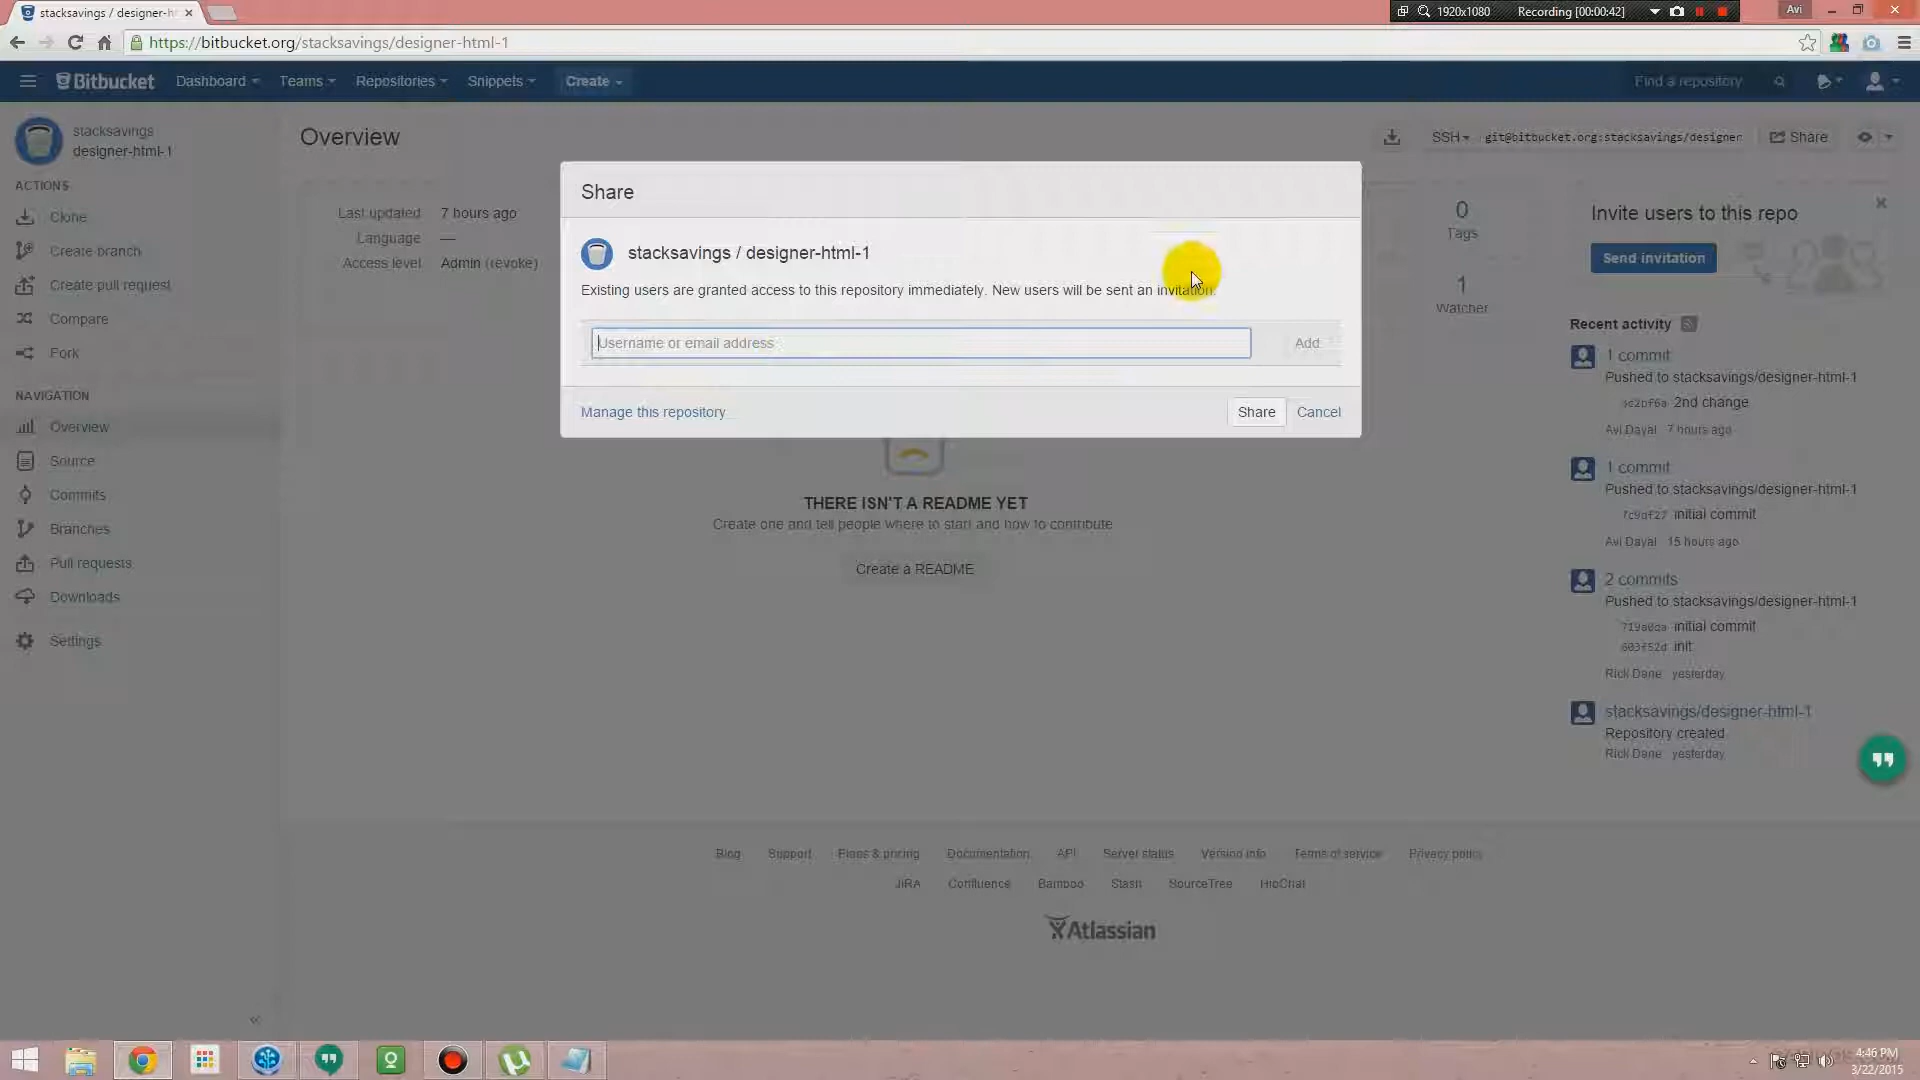 stacksavings / designer-h
1920x1080
Recording [00:00:42]
Avi
https://bitbucket.org/stacksavings/designer-html-1
Bitbucket
Dashboard
Teams
Repositories
Snippets
Create
Find a repository
stacksavings
designer-html-1
Overview
SSH
git@bitbucket.org:stacksavings/designer
Share
ACTIONS
Clone
Create branch
Create pull request
Compare
Fork
NAVIGATION
Overview
Source
Commits
Branches
Pull requests
Downloads
Settings
Last updated 7 hours ago
Language —
Access level Admin (revoke)
Share
stacksavings / designer-html-1
Existing users are granted access to this repository immediately. New users will be sent an invitation.
Username or email address
Add
Manage this repository
Share
Cancel
0
Tags
1
Watcher
THERE ISN'T A README YET
Create one and tell people where to start and how to contribute
Create a README
Invite users to this repo
Send invitation
Recent activity
1 commit
Pushed to stacksavings/designer-html-1
2nd change
Avi Dayal 7 hours ago
1 commit
Pushed to stacksavings/designer-html-1
initial commit
Avi Dayal 15 hours ago
2 commits
Pushed to stacksavings/designer-html-1
initial commit
603f52d init
Rick Dane yesterday
stacksavings/designer-html-1
Repository created
Rick Dane yesterday
Blog Support Plans & pricing Documentation API Server status Version info Terms of service Privacy policy
JIRA Confluence Bamboo Stash SourceTree HipChat
Atlassian
4:46 PM
3/22/2015